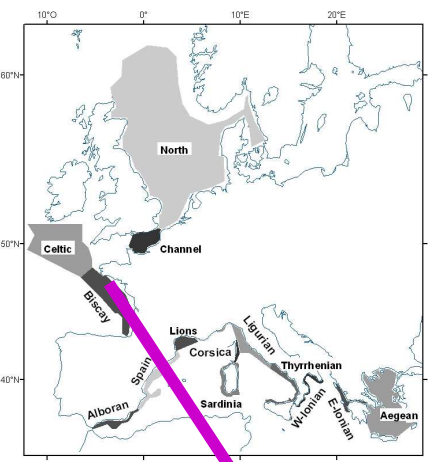 10°O 0° 10°E 20°E
60°N
North
50°N
Celtic
Channel
Biscay
Lions
Ligurian
Corsica
Thyrrhenian
Spain
40°N
Sardinia
W-Ionian
E-Ionian
Alboran
Aegean